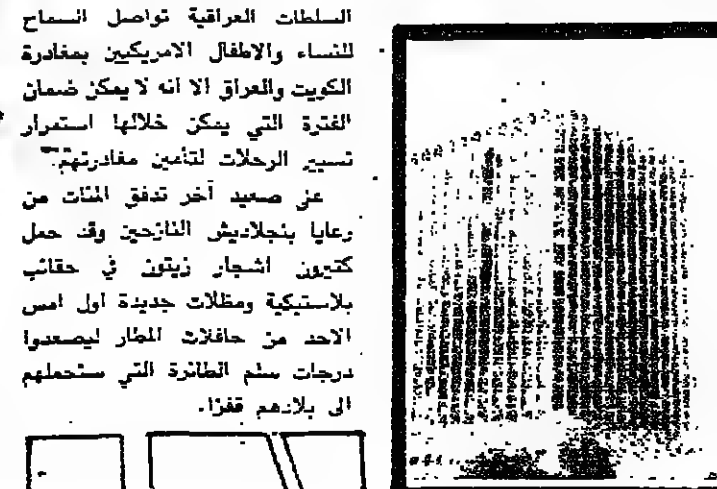 السلطات العراقية تواصل السماح
للنساء والاطفال الامريكيين بمغادرة
الكويت والعراق الا انه لا يمكن ضمان
الفترة التي يمكن خلالها استمرار
تسيير الرحلات لتأمين مغادرتهم."
على صعيد آخر تدفق المئات من
رعايا بنجلاديش النازحين وقد حمل
كثيرون اشجار زيتون في حقائب
بلاستيكية ومظلات جديدة اول امس
الاحد من حافلات المطار ليصعدوا
درجات سلم الطائرة التي ستحملهم
الى بلادهم قفزا.